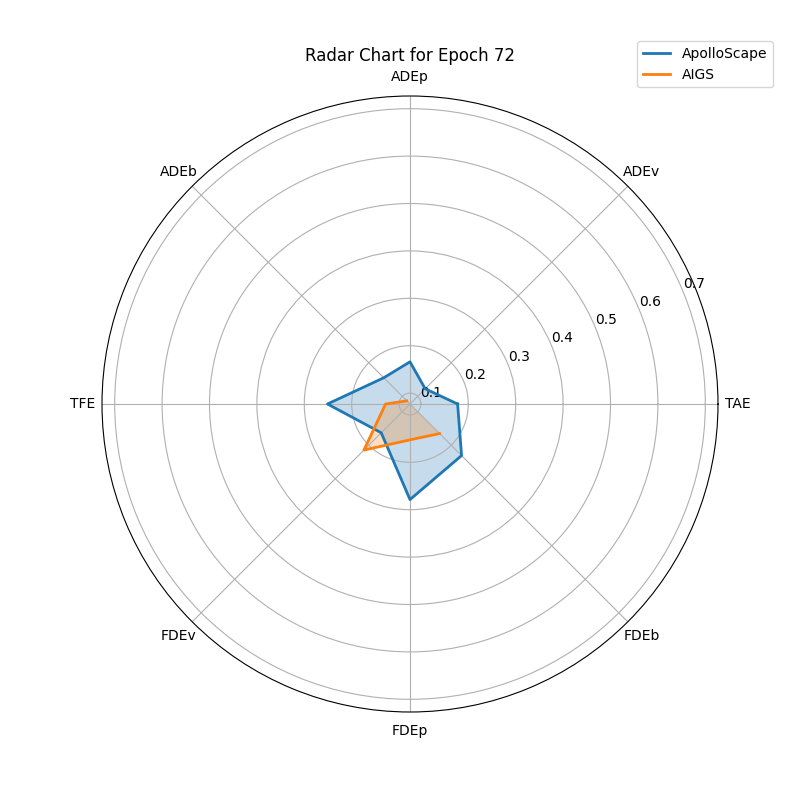 Radar Chart for Epoch 72
ApolloScape
AIGS
ADEp
ADEb
ADEv
0.7
0.6
0.5
0.4
0.3
0.2
0.1
TFE
TAE
FDEv
FDEb
FDEp